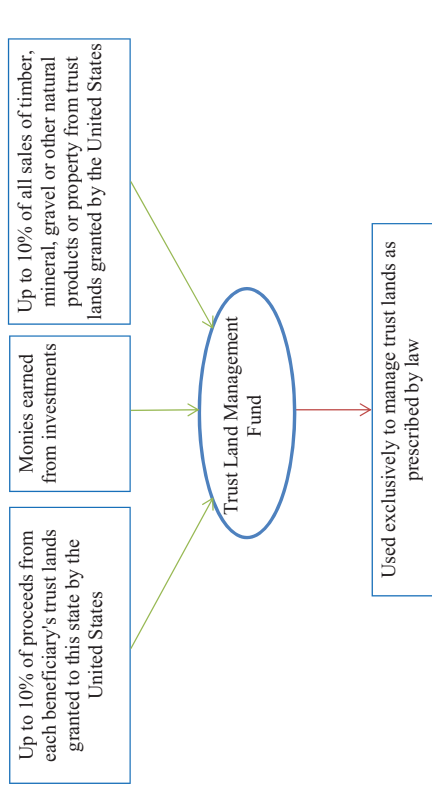 Up to 10% of proceeds from
each beneficiary's trust lands
granted to this state by the
United States
Monies earned
from investments
Up to 10% of all sales of timber,
mineral, gravel or other natural
products or property from trust
lands granted by the United States
Trust Land Management
Fund
Used exclusively to manage trust lands as
prescribed by law